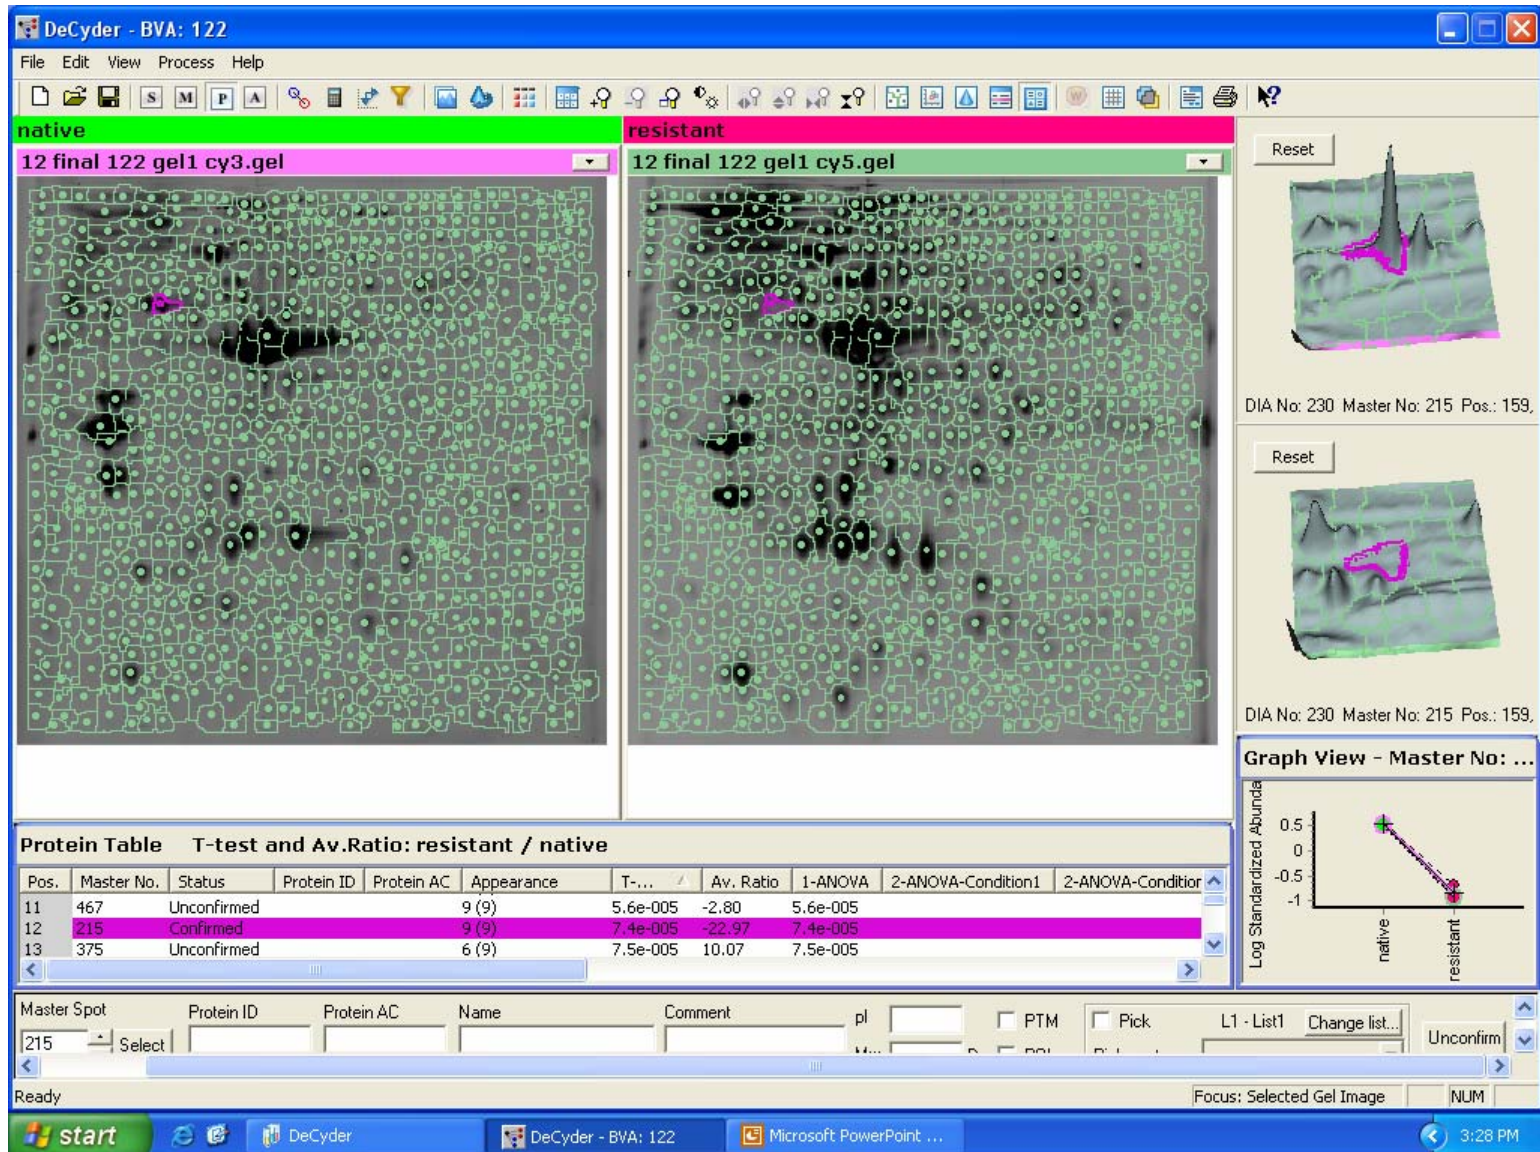 DeCyder - BVA: 122
File Edit View Process Help
S M P A
native
resistant
12 final 122 gel1 cy3.gel
12 final 122 gel1 cy5.gel
Reset
DIA No: 230 Master No: 215 Pos.: 159,
Reset
DIA No: 230 Master No: 215 Pos.: 159,
Graph View - Master No: ...
Log Standardized Abunda
0.5
0
-0.5
-1
native
resistant
Protein Table T-test and Av.Ratio: resistant / native
Pos. Master No. Status Protein ID Protein AC Appearance T-... Av. Ratio 1-ANOVA 2-ANOVA-Condition1 2-ANOVA-Condition
11 467 Unconfirmed 9 (9) 5.6e-005 -2.80 5.6e-005
12 215 Confirmed 9 (9) 7.4e-005 -22.97 7.4e-005
13 375 Unconfirmed 6 (9) 7.5e-005 10.07 7.5e-005
Master Spot Protein ID Protein AC Name Comment pI PTM Pick L1 - List1 Change list...
215 Select Unconfirm
Ready
Focus: Selected Gel Image NUM
start DeCyder DeCyder - BVA: 122 Microsoft PowerPoint ... 3:28 PM